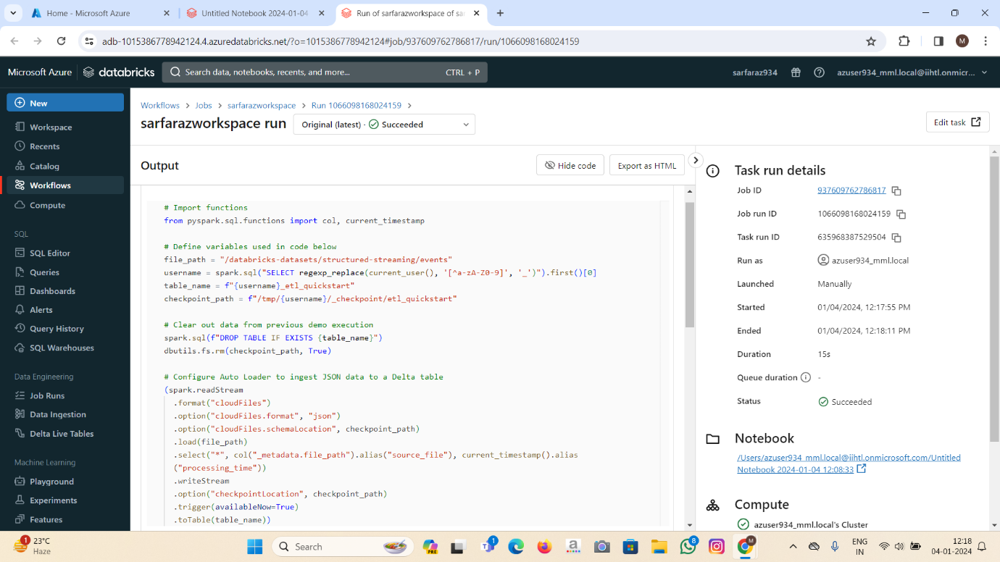 Home - Microsoft Azure
Untitled Notebook 2024-01-04
Run of sarfarazworkspace of sa
adb-1015386778942124.4.azuredatabricks.net/?o=1015386778942124#job/937609762786817/run/1066098168024159
M
Microsoft Azure
databricks
Search data, notebooks, recents, and more...
CTRL + P
sarfaraz934
azuser934_mml.local@iihtl.onmicr...
New
Workspace
Recents
Catalog
Workflows
Compute
SQL
SQL Editor
Queries
Dashboards
Alerts
Query History
SQL Warehouses
Data Engineering
Job Runs
Data Ingestion
Delta Live Tables
Machine Learning
Playground
Experiments
Features
Workflows > Jobs > sarfarazworkspace > Run 1066098168024159 >
sarfarazworkspace run
Original (latest) · Succeeded
Edit task
Output
Hide code
Export as HTML
# Import functions
from pyspark.sql.functions import col, current_timestamp
# Define variables used in code below
file_path = "/databricks-datasets/structured-streaming/events"
username = spark.sql("SELECT regexp_replace(current_user(), '[^a-zA-Z0-9]', '_')").first()[0]
table_name = f"{username}_etl_quickstart"
checkpoint_path = f"/tmp/{username}/_checkpoint/etl_quickstart"
# Clear out data from previous demo execution
spark.sql(f"DROP TABLE IF EXISTS {table_name}")
dbutils.fs.rm(checkpoint_path, True)
# Configure Auto Loader to ingest JSON data to a Delta table
(spark.readStream
.format("cloudFiles")
.option("cloudFiles.format", "json")
.option("cloudFiles.schemaLocation", checkpoint_path)
.load(file_path)
.select("*", col("_metadata.file_path").alias("source_file"), current_timestamp().alias
("processing_time"))
.writeStream
.option("checkpointLocation", checkpoint_path)
.trigger(availableNow=True)
.toTable(table_name))
Task run details
Job ID 937609762786817
Job run ID 1066098168024159
Task run ID 635968387529504
Run as azuser934_mml.local
Launched Manually
Started 01/04/2024, 12:17:55 PM
Ended 01/04/2024, 12:18:11 PM
Duration 15s
Queue duration -
Status Succeeded
Notebook
/Users/azuser934_mml.local@iihtl.onmicrosoft.com/Untitled
Notebook 2024-01-04 12:08:33
Compute
azuser934_mml.local's Cluster
1
23°C
Haze
Search
PRE
1
8
M
ENG
IN
12:18
04-01-2024